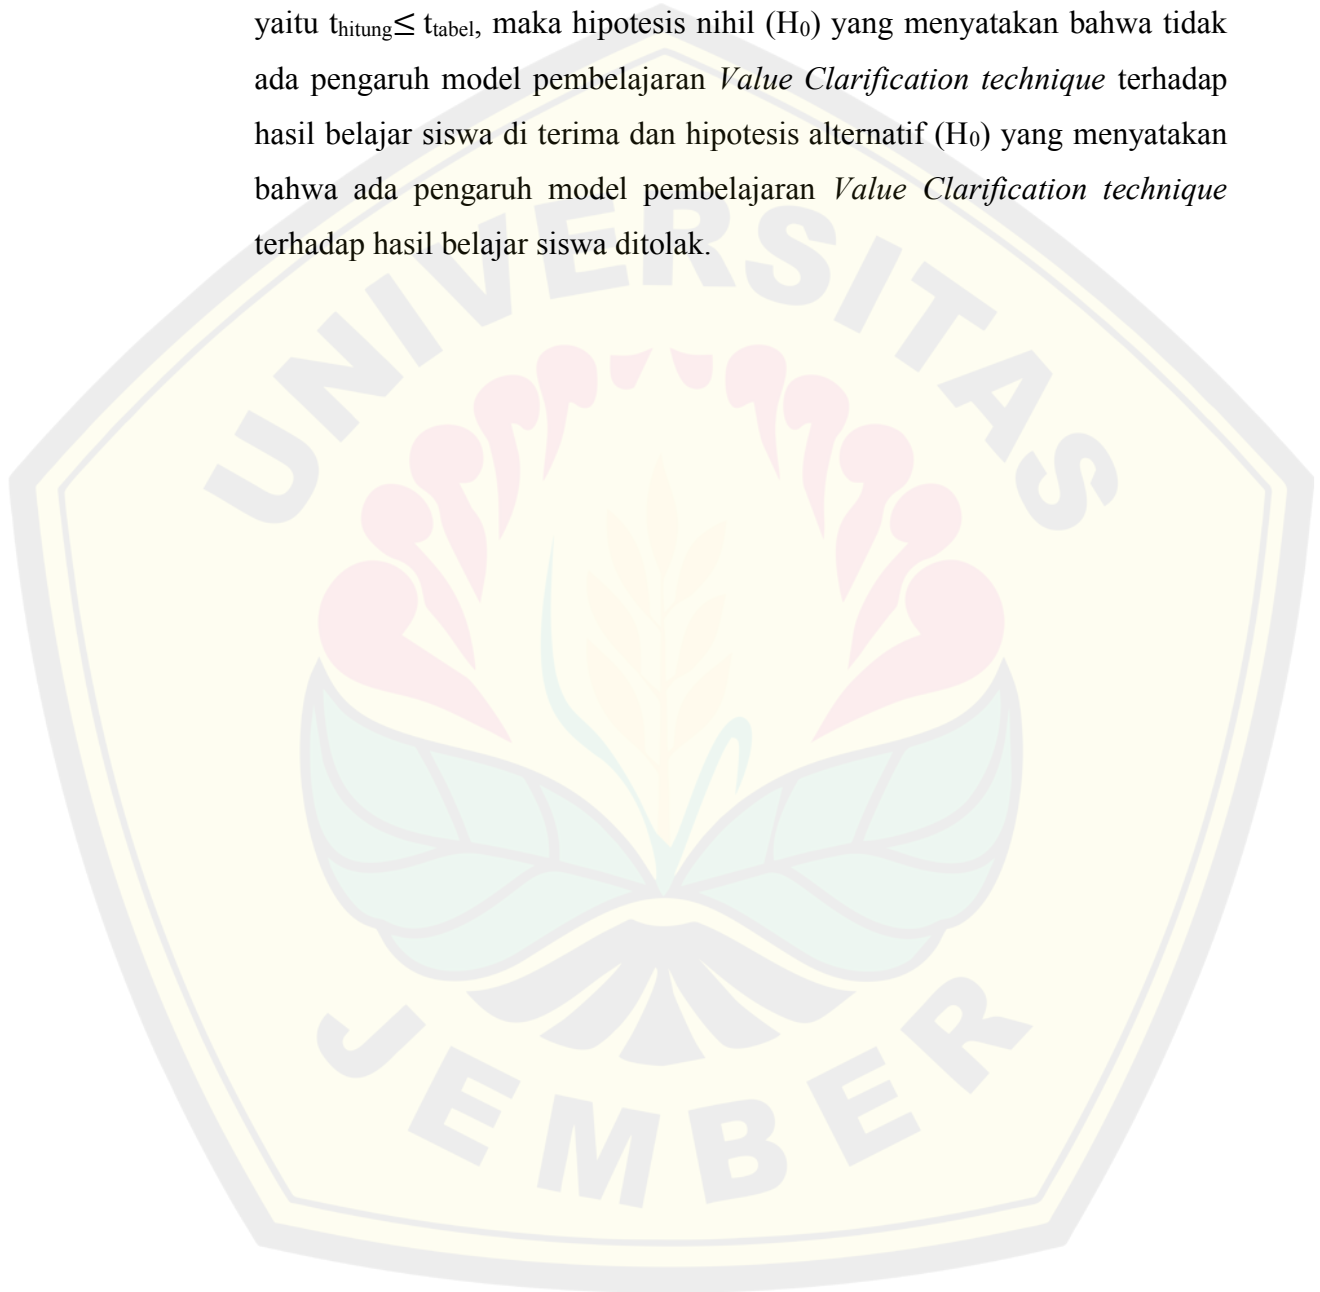 yaitu thitung≤ ttabel, maka hipotesis nihil (H0) yang menyatakan bahwa tidak
ada pengaruh model pembelajaran Value Clarification technique terhadap
hasil belajar siswa di terima dan hipotesis alternatif (H0) yang menyatakan
bahwa ada pengaruh model pembelajaran Value Clarification technique
terhadap hasil belajar siswa ditolak.
UNIVERSITAS
JEMBER